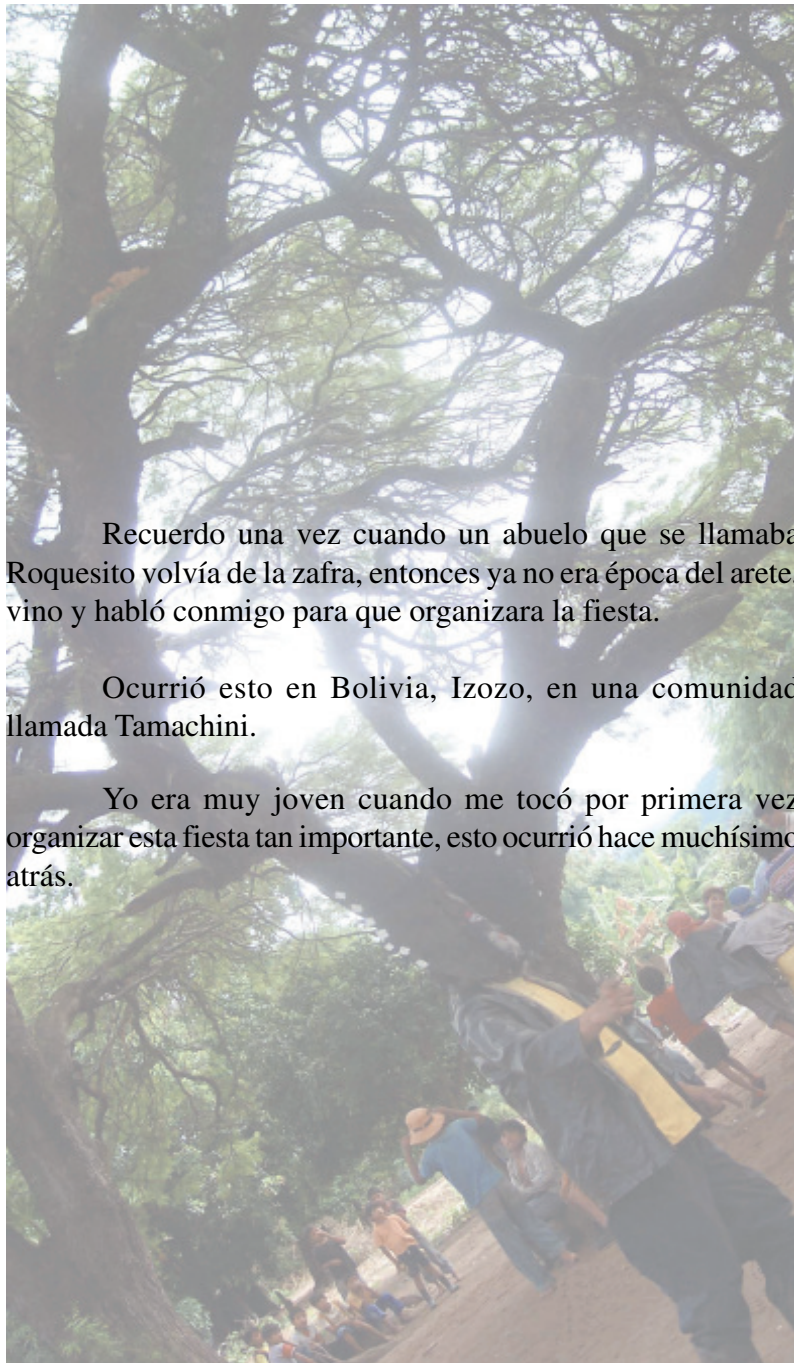 Recuerdo una vez cuando un abuelo que se llamaba
Roquesito volvía de la zafra, entonces ya no era época del arete,
vino y habló conmigo para que organizara la fiesta.
Ocurrió esto en Bolivia, Izozo, en una comunidad
llamada Tamachini.
Yo era muy joven cuando me tocó por primera vez
organizar esta fiesta tan importante, esto ocurrió hace muchísimo
atrás.